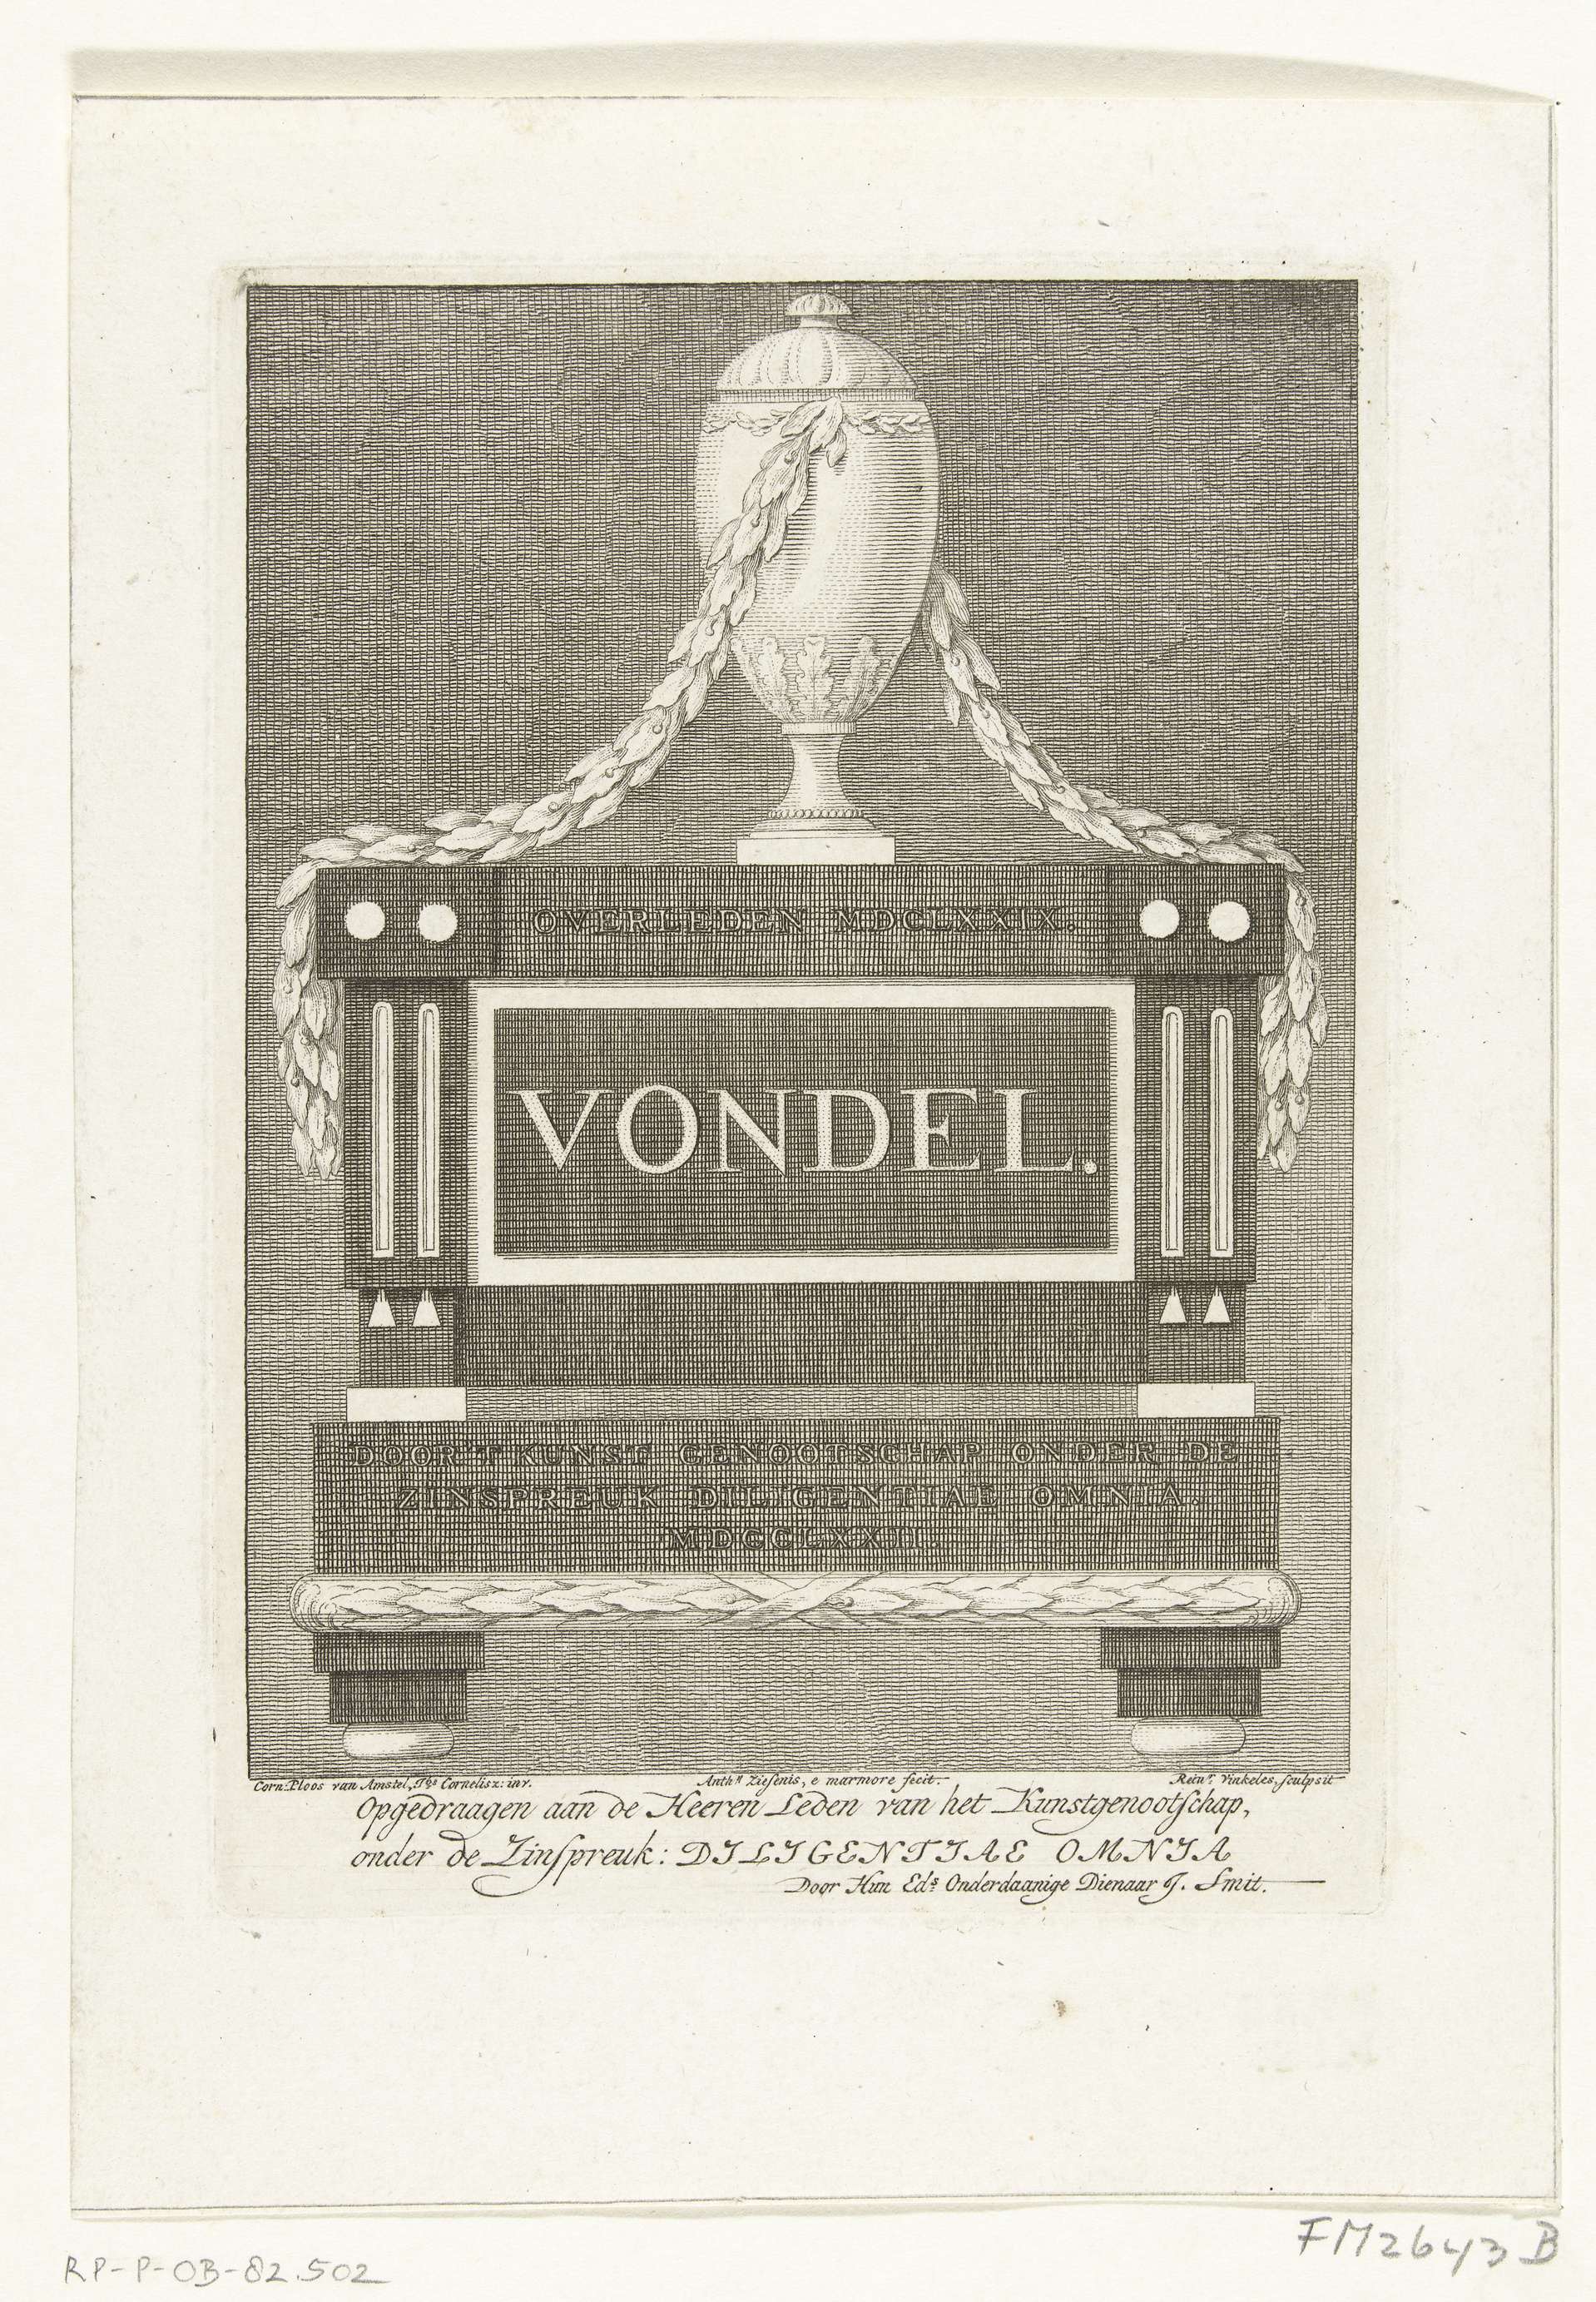 OVERLEDEN MDCLXXIX.
VONDEL.
DOOR 'T KUNST GENOOTSCHAP ONDER DE
ZINSPREUK DILIGENTIAE OMNIA.
MDCCLXXII.
Corn: Ploos van Amstel, Jbs Cornelisz: inv.
Anthn Ziesenis, e marmore fecit.
Reinr. Vinkeles, sculpsit
Opgedraagen aan de Heeren Leden van het Kunstgenootschap,
onder de Zinspreuk: DILIGENTIAE OMNIA
Door Hun Eds Onderdaanige Dienaar J. Smit.
RP-P-OB-82.502
FM2643B